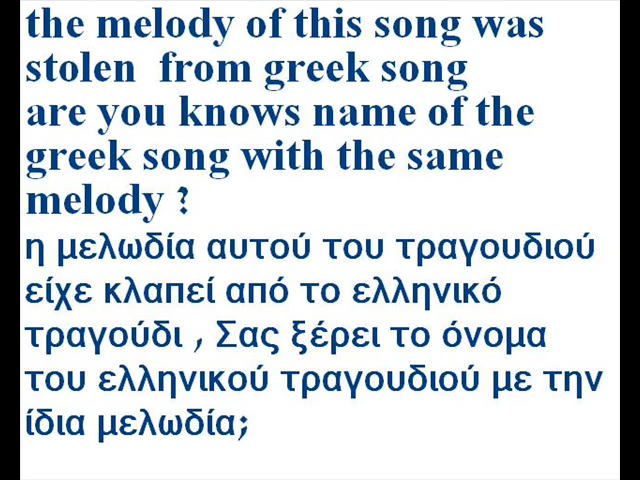 the melody of this song was
stolen from greek song
are you knows name of the
greek song with the same
melody ?
η μελωδία αυτού του τραγουδιού
είχε κλαπεί από το ελληνικό
τραγούδι , Σας ξέρει το όνομα
του ελληνικού τραγουδιού με την
ίδια μελωδία;